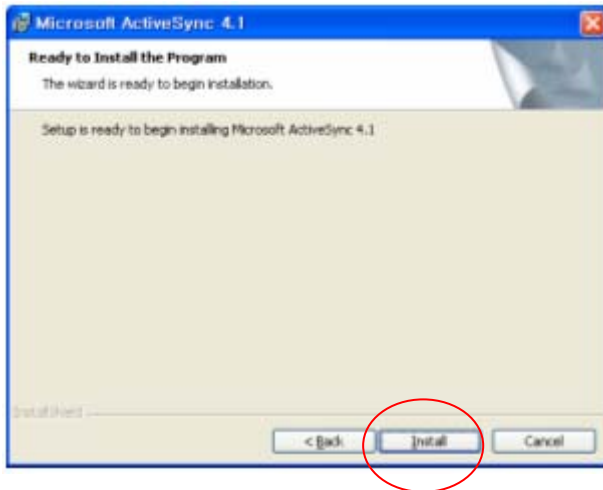 Microsoft ActiveSync 4.1
Ready to Install the Program
The wizard is ready to begin installation.
Setup is ready to begin installing Microsoft ActiveSync 4.1
InstallShield
< Back
Install
Cancel